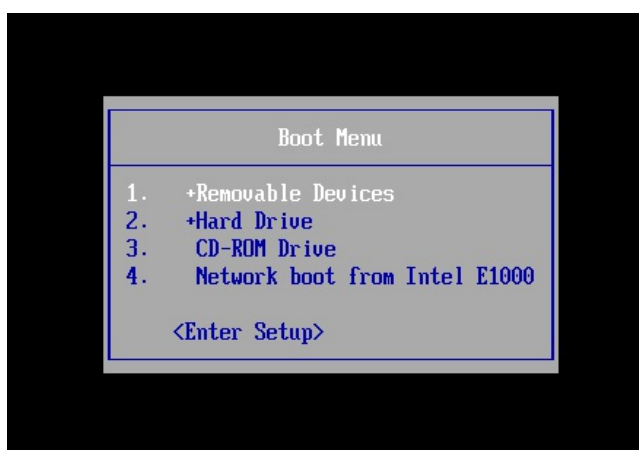 Boot Menu
1. +Removable Devices
2. +Hard Drive
3. CD-ROM Drive
4. Network boot from Intel E1000
<Enter Setup>